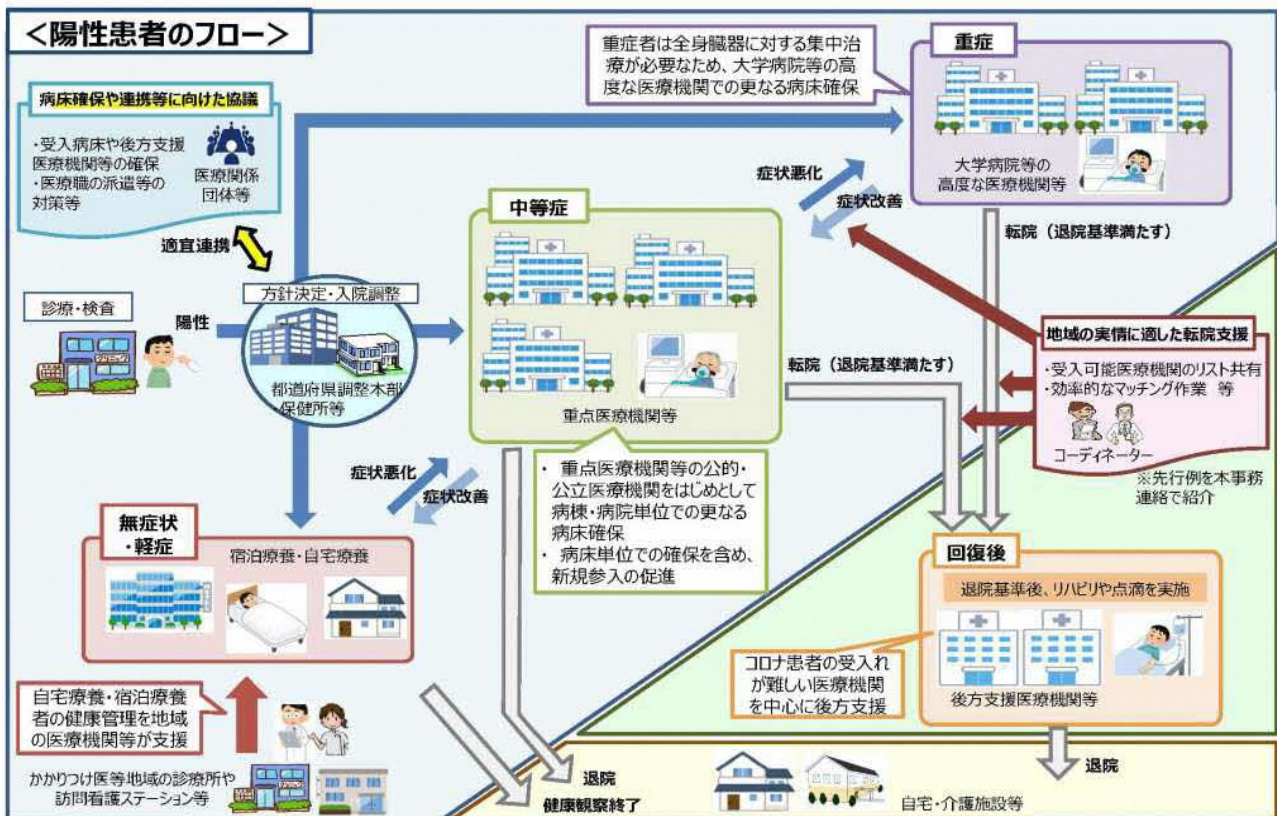 ＜陽性患者のフロー＞
病床確保や連携等に向けた協議
・受入病床や後方支援
医療機関等の確保
・医療職の派遣等の
対策等
医療関係
団体等
適宜連携
診療・検査
クリニック
陽性
方針決定・入院調整
都道府県調整本部
・保健所等
重症者は全身臓器に対する集中治
療が必要なため、大学病院等の高
度な医療機関での更なる病床確保
重症
大学病院等の
高度な医療機関等
症状悪化
症状改善
転院（退院基準満たす）
中等症
重点医療機関等
転院（退院基準満たす）
・ 重点医療機関等の公的・
公立医療機関をはじめとして
病棟・病院単位での更なる
病床確保
・ 病床単位での確保を含め、
新規参入の促進
地域の実情に適した転院支援
・受入可能医療機関のリスト共有
・効率的なマッチング作業 等
コーディネーター
※先行例を本事務
連絡で紹介
症状悪化
症状改善
無症状
・軽症
宿泊療養・自宅療養
自宅療養・宿泊療養
者の健康管理を地域
の医療機関等が支援
かかりつけ医等地域の診療所や
訪問看護ステーション等
回復後
退院基準後、リハビリや点滴を実施
後方支援医療機関等
コロナ患者の受入れ
が難しい医療機関
を中心に後方支援
退院
健康観察終了
自宅・介護施設等
退院